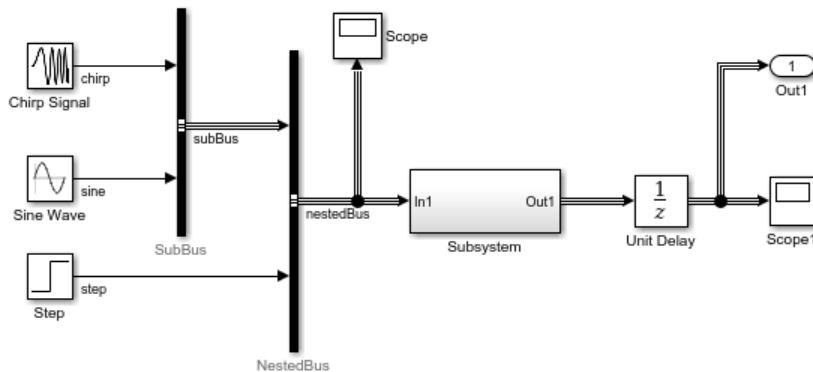 Scope
chirp
Chirp Signal
1
Out1
subBus
sine
Sine Wave
In1
Out1
1
z
nestedBus
Subsystem
Unit Delay
Scope1
SubBus
step
Step
NestedBus